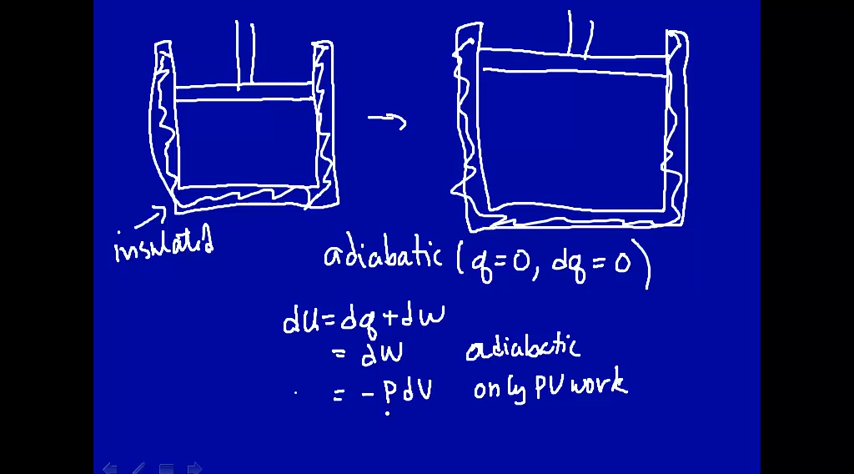 insulated
adiabatic (q=0, dq=0)
dU=dq+dW
= dW adiabatic
= -PdV only PV work